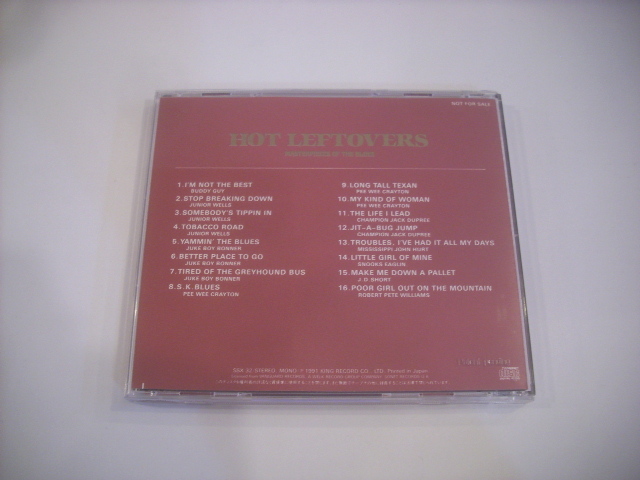 NOT FOR SALE
HOT LEFTOVERS
1. I'M NOT THE BEST
BUDDY GUY
2. STOP BREAKING DOWN
JUNIOR WELLS
3. SOMEBODY'S TIPPIN IN
JUNIOR WELLS
4. TOBACCO ROAD
JUNIOR WELLS
5. YAMMIN' THE BLUES
JUKE BOY BONNER
6. BETTER PLACE TO GO
JUKE BOY BONNER
7. TIRED OF THE GREYHOUND BUS
JUKE BOY BONNER
8. S.K. BLUES
PEE WEE CRAYTON
9. LONG TALL TEXAN
PEE WEE CRAYTON
10. MY KIND OF WOMAN
PEE WEE CRAYTON
11. THE LIFE I LEAD
CHAMPION JACK DUPREE
12. JIT-A-BUG JUMP
CHAMPION JACK DUPREE
13. TROUBLES, I'VE HAD IT ALL MY DAYS
MISSISSIPPI JOHN HURT
14. LITTLE GIRL OF MINE
SNOOKS EAGLIN
15. MAKE ME DOWN A PALLET
J.D SHORT
16. POOR GIRL OUT ON THE MOUNTAIN
ROBERT PETE WILLIAMS
STEREO, MONO ℗ 1991 KING RECORD CO., LTD. Printed in Japan